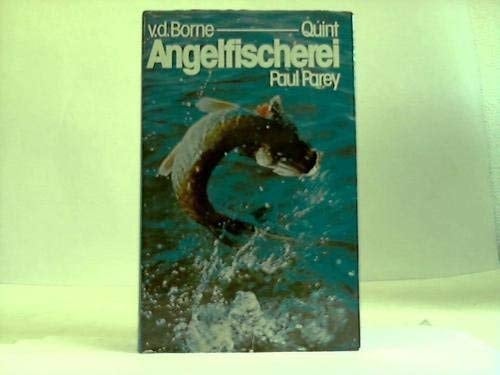 v.d.Borne Quint
Angelfischerei
Paul Parey